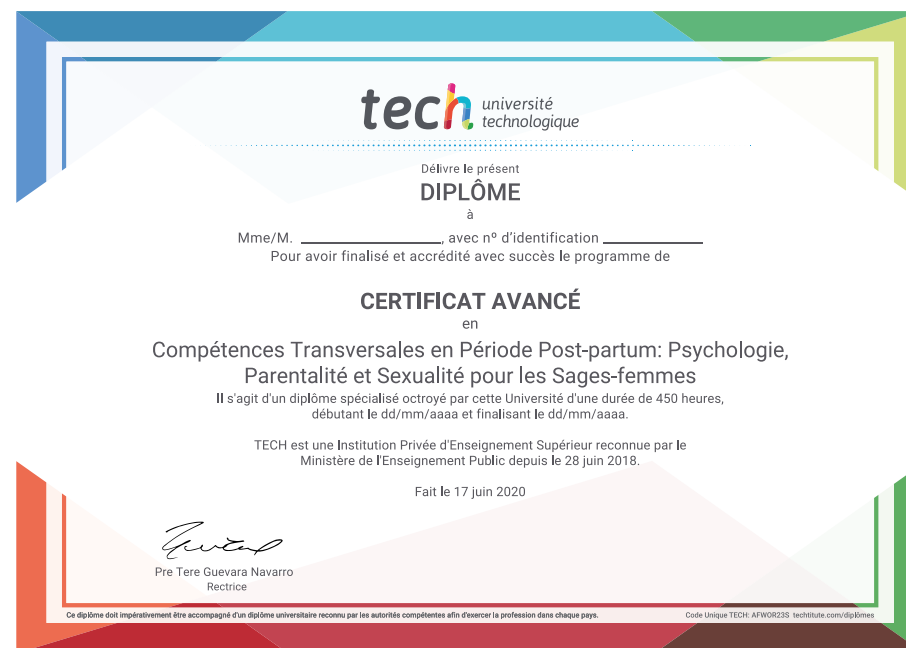 tech université
technologique
Délivre le présent
DIPLÔME
à
Mme/M. ____________________, avec nº d'identification ______________
Pour avoir finalisé et accrédité avec succès le programme de
CERTIFICAT AVANCÉ
en
Compétences Transversales en Période Post-partum: Psychologie,
Parentalité et Sexualité pour les Sages-femmes
Il s'agit d'un diplôme spécialisé octroyé par cette Université d'une durée de 450 heures,
débutant le dd/mm/aaaa et finalisant le dd/mm/aaaa.
TECH est une Institution Privée d'Enseignement Supérieur reconnue par le
Ministère de l'Enseignement Public depuis le 28 juin 2018.
Fait le 17 juin 2020
Pre Tere Guevara Navarro
Rectrice
Ce diplôme doit impérativement être accompagné d'un diplôme universitaire reconnu par les autorités compétentes afin d'exercer la profession dans chaque pays.
Code Unique TECH: AFWOR23S techtitute.com/diplômes